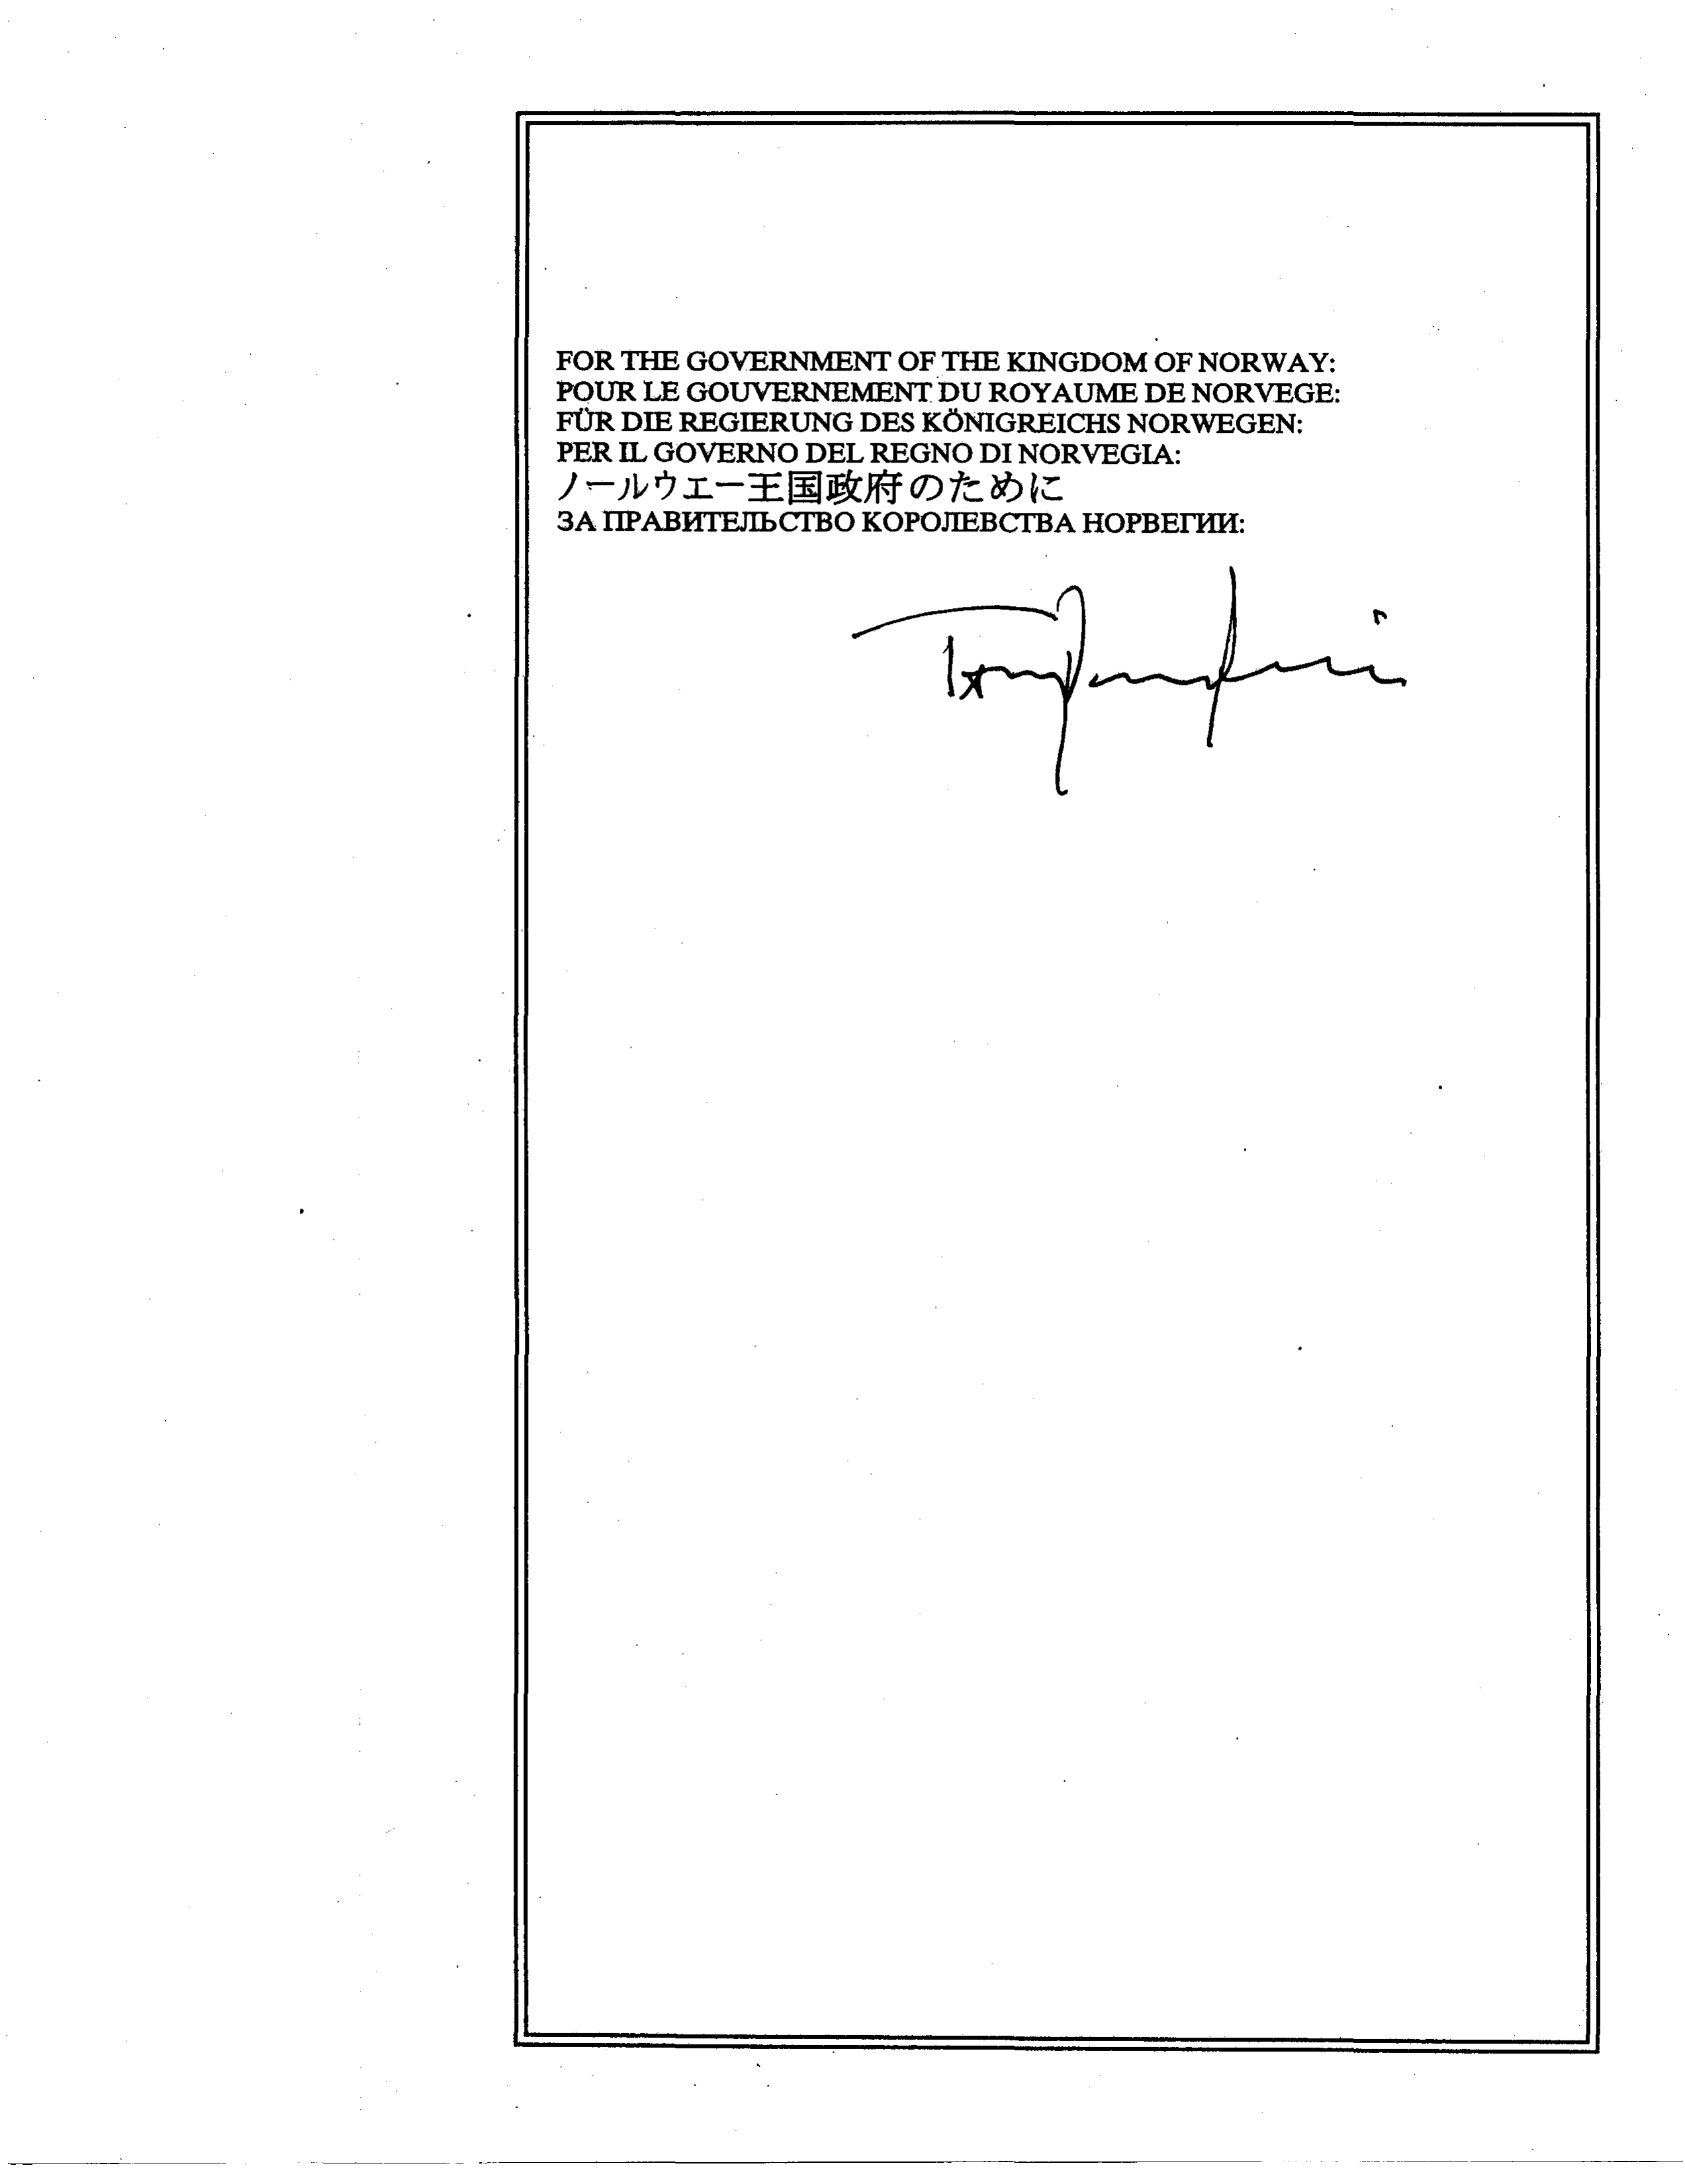 FOR THE GOVERNMENT OF THE KINGDOM OF NORWAY:
POUR LE GOUVERNEMENT DU ROYAUME DE NORVEGE:
FÜR DIE REGIERUNG DES KÖNIGREICHS NORWEGEN:
PER IL GOVERNO DEL REGNO DI NORVEGIA:
ノールウェー王国政府のために
ЗА ПРАВИТЕЛЬСТВО КОРОЛЕВСТВА НОРВЕГИИ: